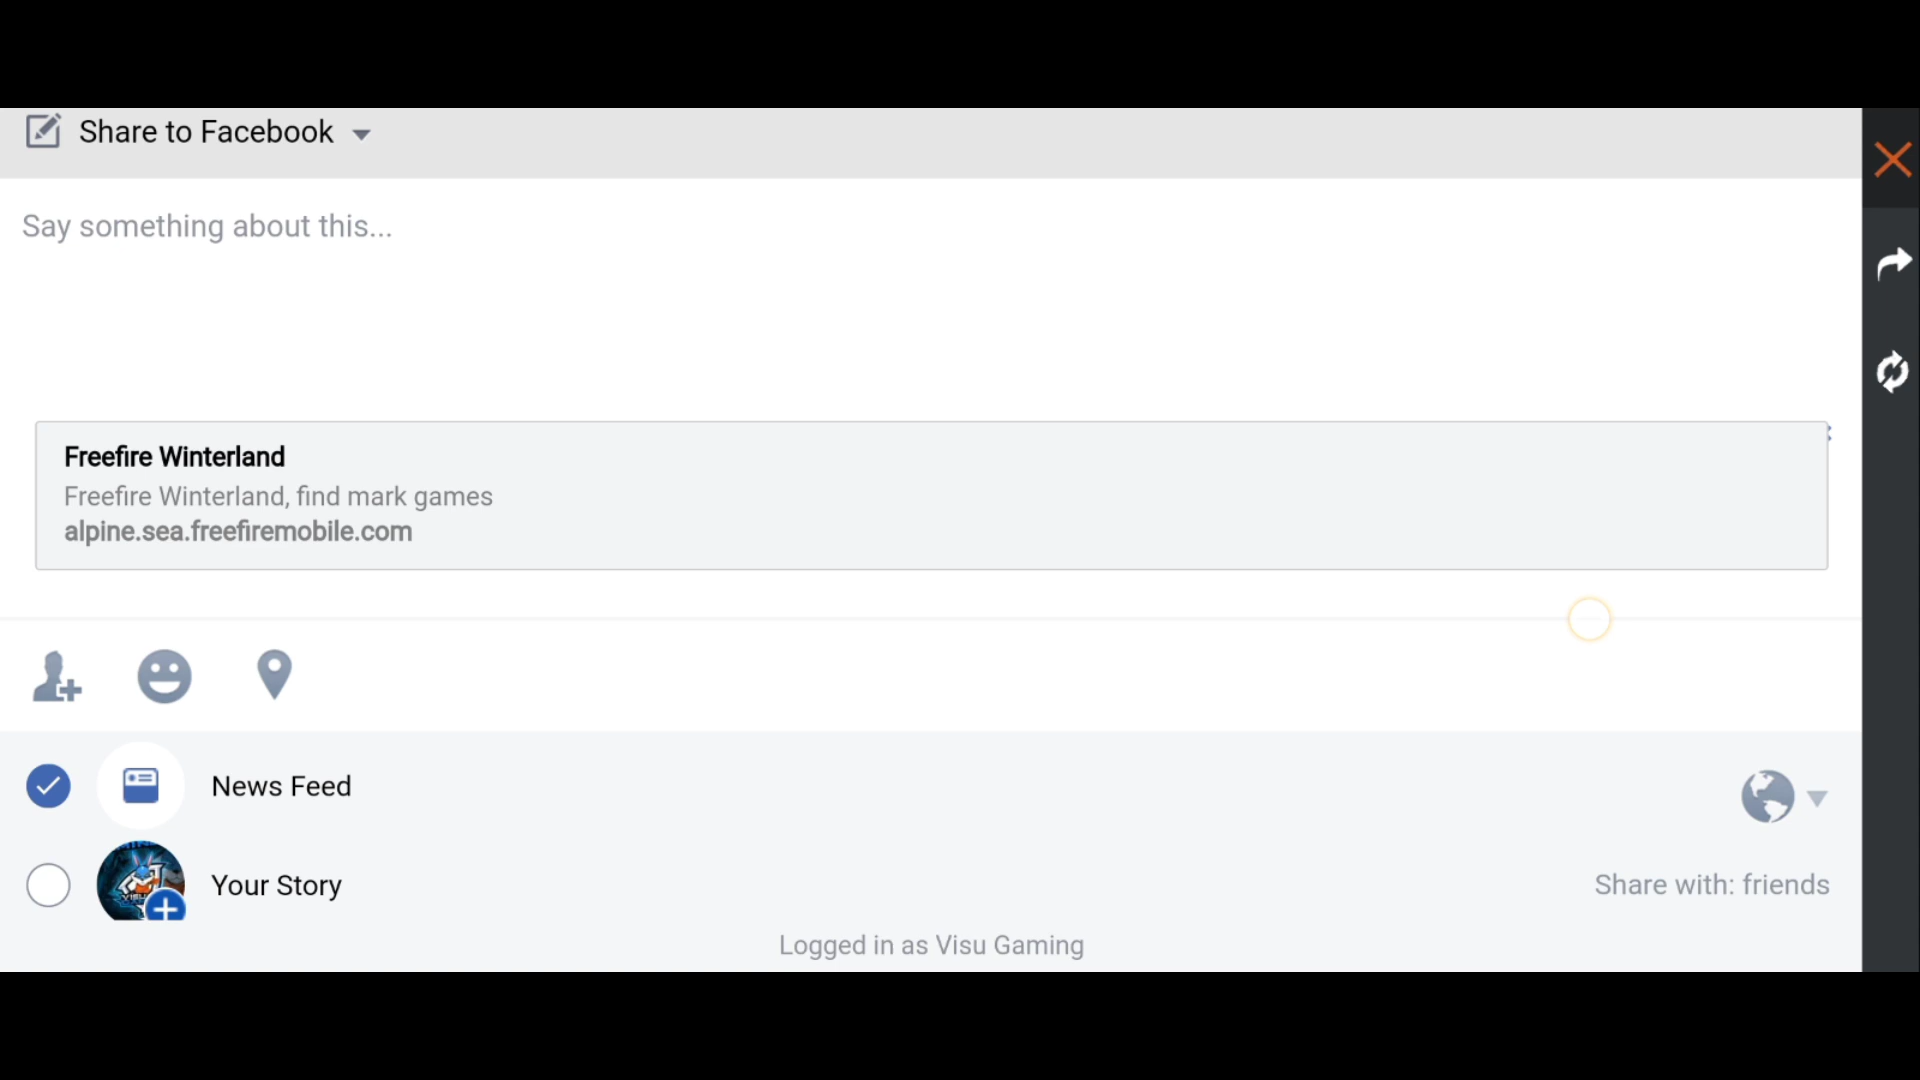 Share to Facebook
Say something about this...
Freefire Winterland
Freefire Winterland, find mark games
alpine.sea.freefiremobile.com
News Feed
Your Story
Share with: friends
Logged in as Visu Gaming